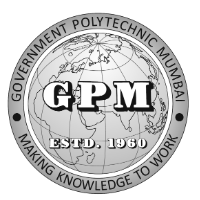 GOVERNMENT POLYTECHNIC MUMBAI
GPM
ESTD. 1960
MAKING KNOWLEDGE TO WORK